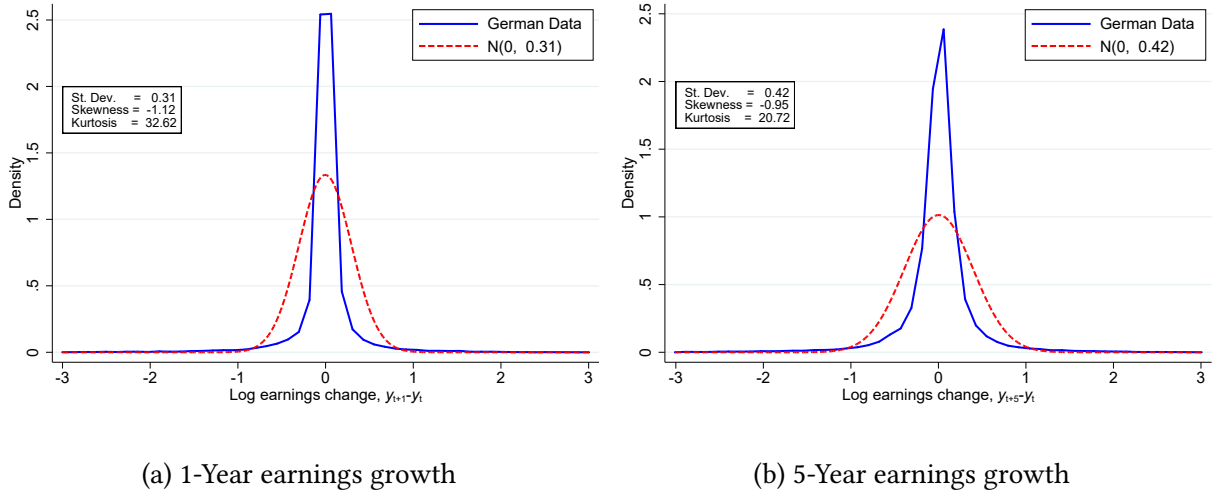 2.5
2
1.5
1
.5
0
Density
German Data
N(0, 0.31)
St. Dev. = 0.31
Skewness = -1.12
Kurtosis = 32.62
-3 -2 -1 0 1 2 3
Log earnings change, yt+1-yt
(a) 1-Year earnings growth
2.5
2
1.5
1
.5
0
Density
German Data
N(0, 0.42)
St. Dev. = 0.42
Skewness = -0.95
Kurtosis = 20.72
-3 -2 -1 0 1 2 3
Log earnings change, yt+5-yt
(b) 5-Year earnings growth